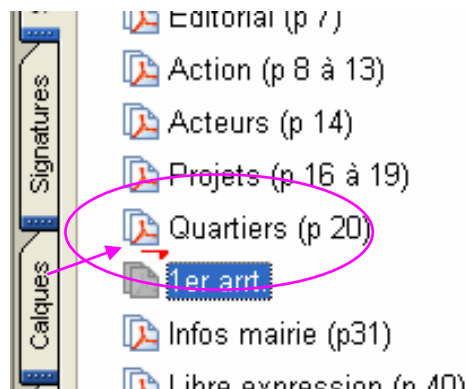 Editorial (p 7)
Action (p 8 à 13)
Acteurs (p 14)
Projets (p 16 à 19)
Quartiers (p 20)
1er arrt.
Infos mairie (p31)
Libre expression (p 40)
Signatures
Calques